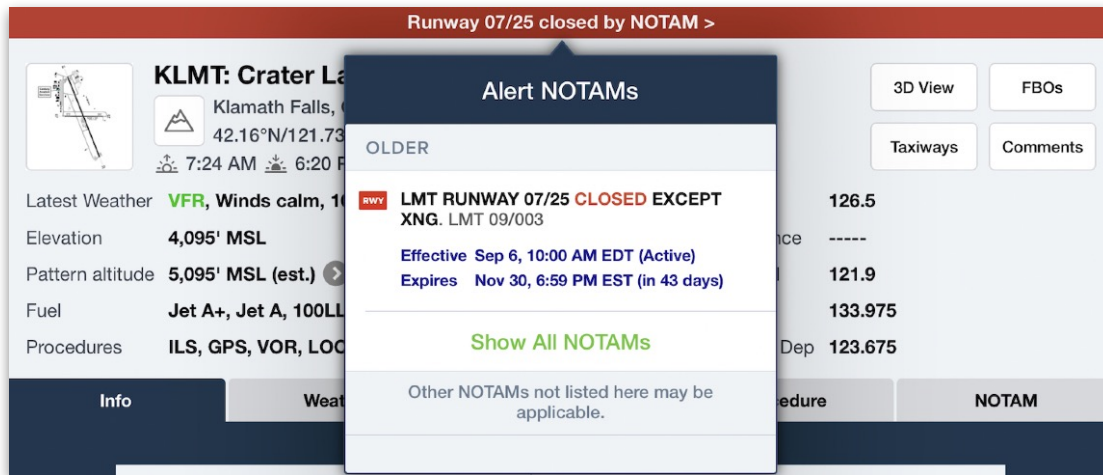 Runway 07/25 closed by NOTAM >
KLMT: Crater La
Klamath Falls,
42.16°N/121.73
7:24 AM 6:20 P
Latest Weather VFR, Winds calm, 1
Elevation 4,095' MSL
Pattern altitude 5,095' MSL (est.)
Fuel Jet A+, Jet A, 100LL
Procedures ILS, GPS, VOR, LOC
Alert NOTAMs
OLDER
RWY LMT RUNWAY 07/25 CLOSED EXCEPT
XNG. LMT 09/003
Effective Sep 6, 10:00 AM EDT (Active)
Expires Nov 30, 6:59 PM EST (in 43 days)
Show All NOTAMs
Other NOTAMs not listed here may be
applicable.
3D View FBOs
Taxiways Comments
126.5
nce -----
121.9
133.975
Dep 123.675
Info Weat edure NOTAM